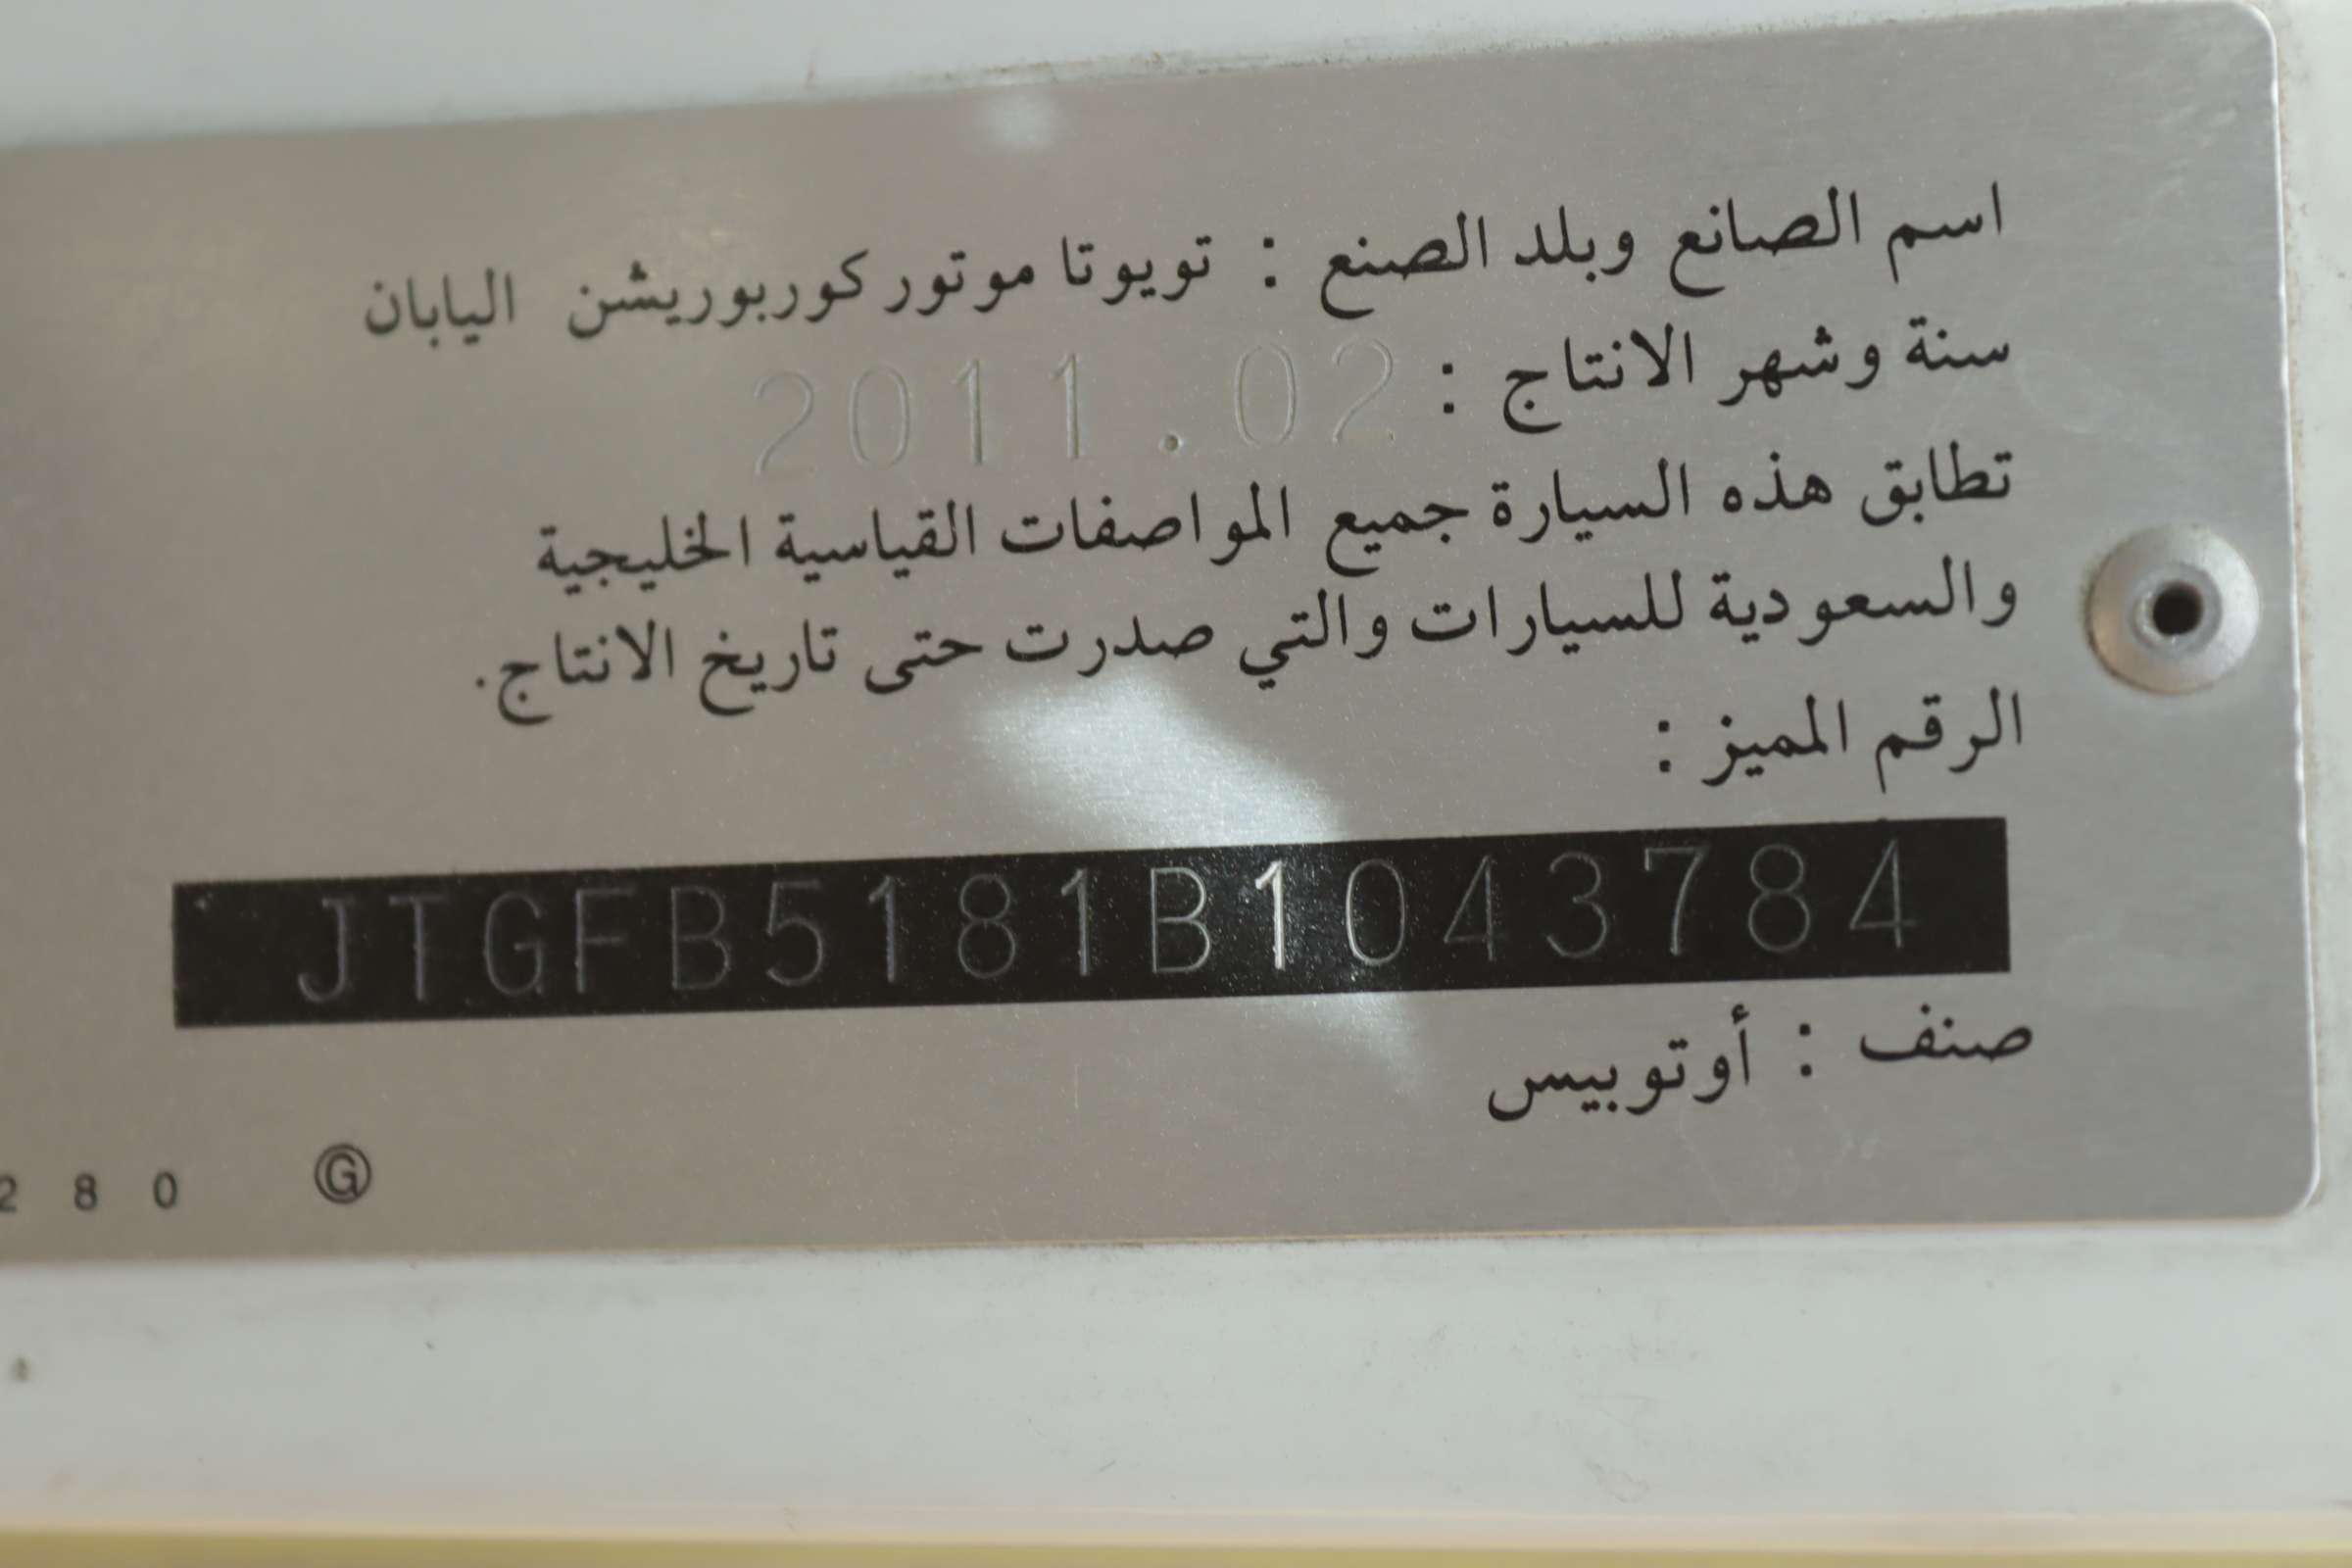 اسم الصانع وبلد الصنع : تويوتا موتور كوربوريشن اليابان
سنة وشهر الانتاج : 2011.02
تطابق هذه السيارة جميع المواصفات القياسية الخليجية
والسعودية للسيارات والتي صدرت حتى تاريخ الانتاج.
الرقم المميز :
JTGFB5181B1043784
صنف : أوتوبيس
280 Ⓖ